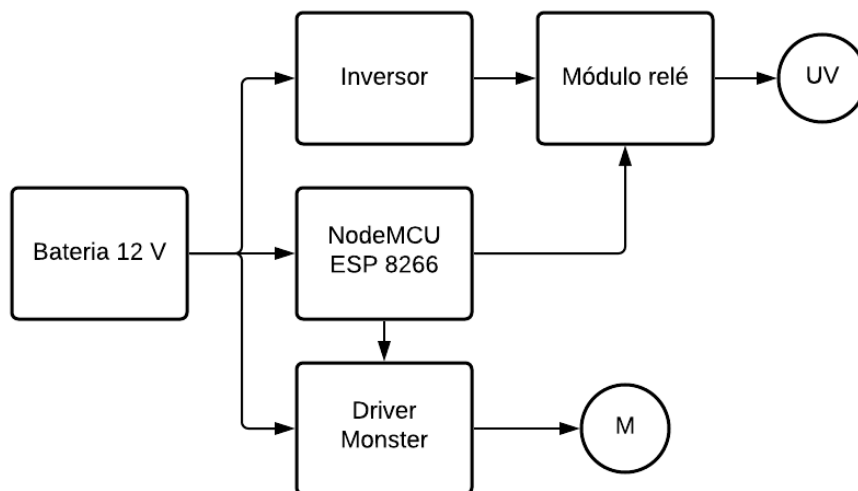 Inversor
Módulo relé
UV
Bateria 12 V
NodeMCU
ESP 8266
Driver
Monster
M